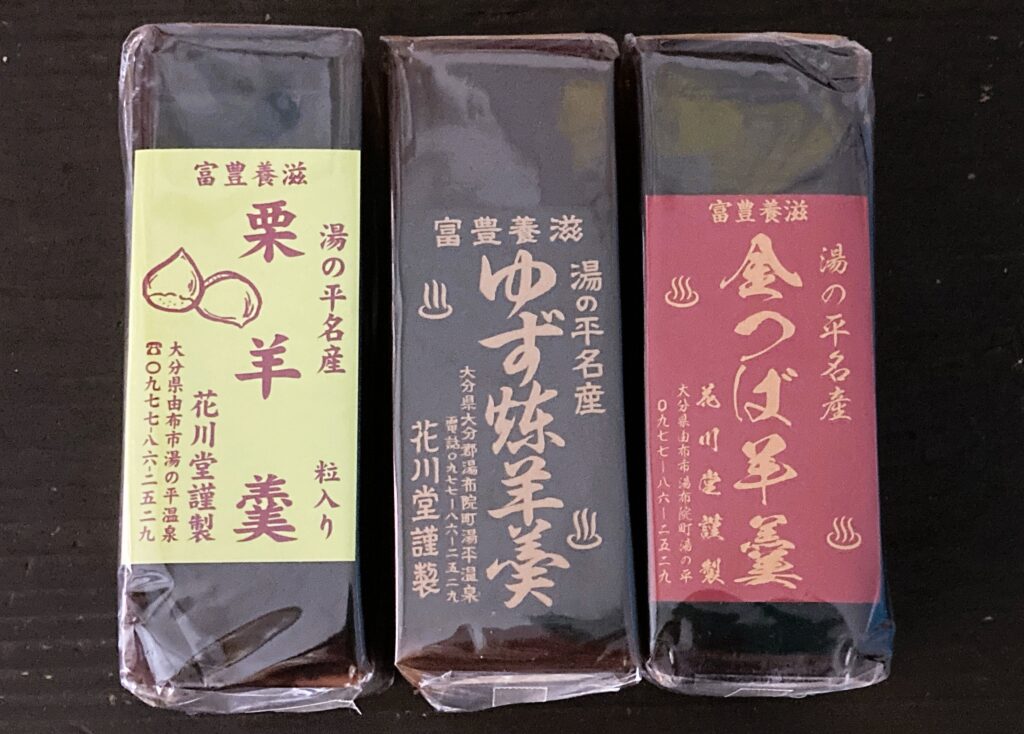 滋養豊富
湯の平名産
粒入り
栗羊羹
花川堂謹製
大分県由布市湯の平温泉
☎〇九七七-八六-二五二九
滋養豊富
湯の平名産
ゆず煉羊羹
大分県大分郡湯布院町湯平温泉
電話〇九七七-八六-二五二九
花川堂謹製
滋養豊富
湯の平名産
金つば羊羹
花川堂謹製
大分県由布市湯布院町湯の平
〇九七七-八六-二五二九